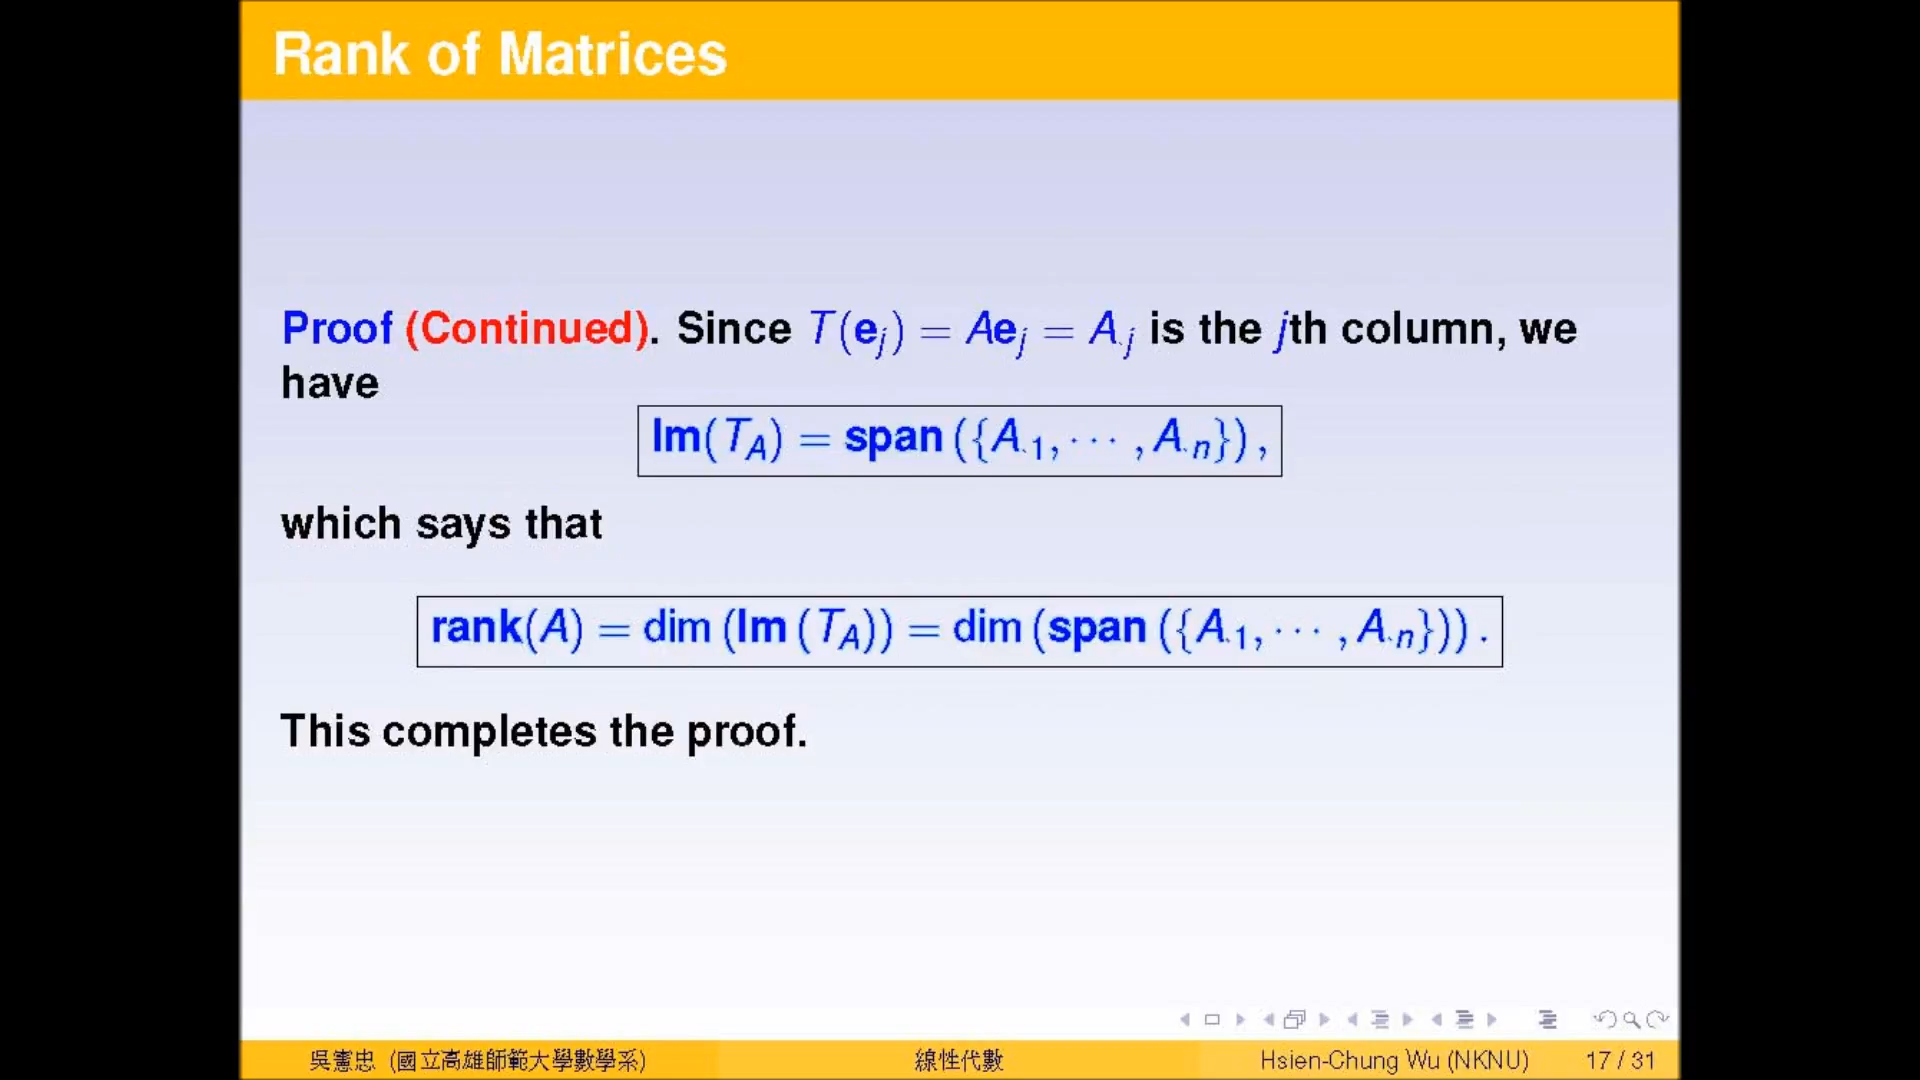 Rank of Matrices
Proof (Continued). Since T(e_j) = Ae_j = A_{·j} is the jth column, we
have
Im(T_A) = span ({A_{·1}, ··· , A_{·n}}) ,
which says that
rank(A) = dim (Im (T_A)) = dim (span ({A_{·1}, ··· , A_{·n}})) .
This completes the proof.
吳憲忠 (國立高雄師範大學數學系) 線性代數 Hsien-Chung Wu (NKNU) 17 / 31